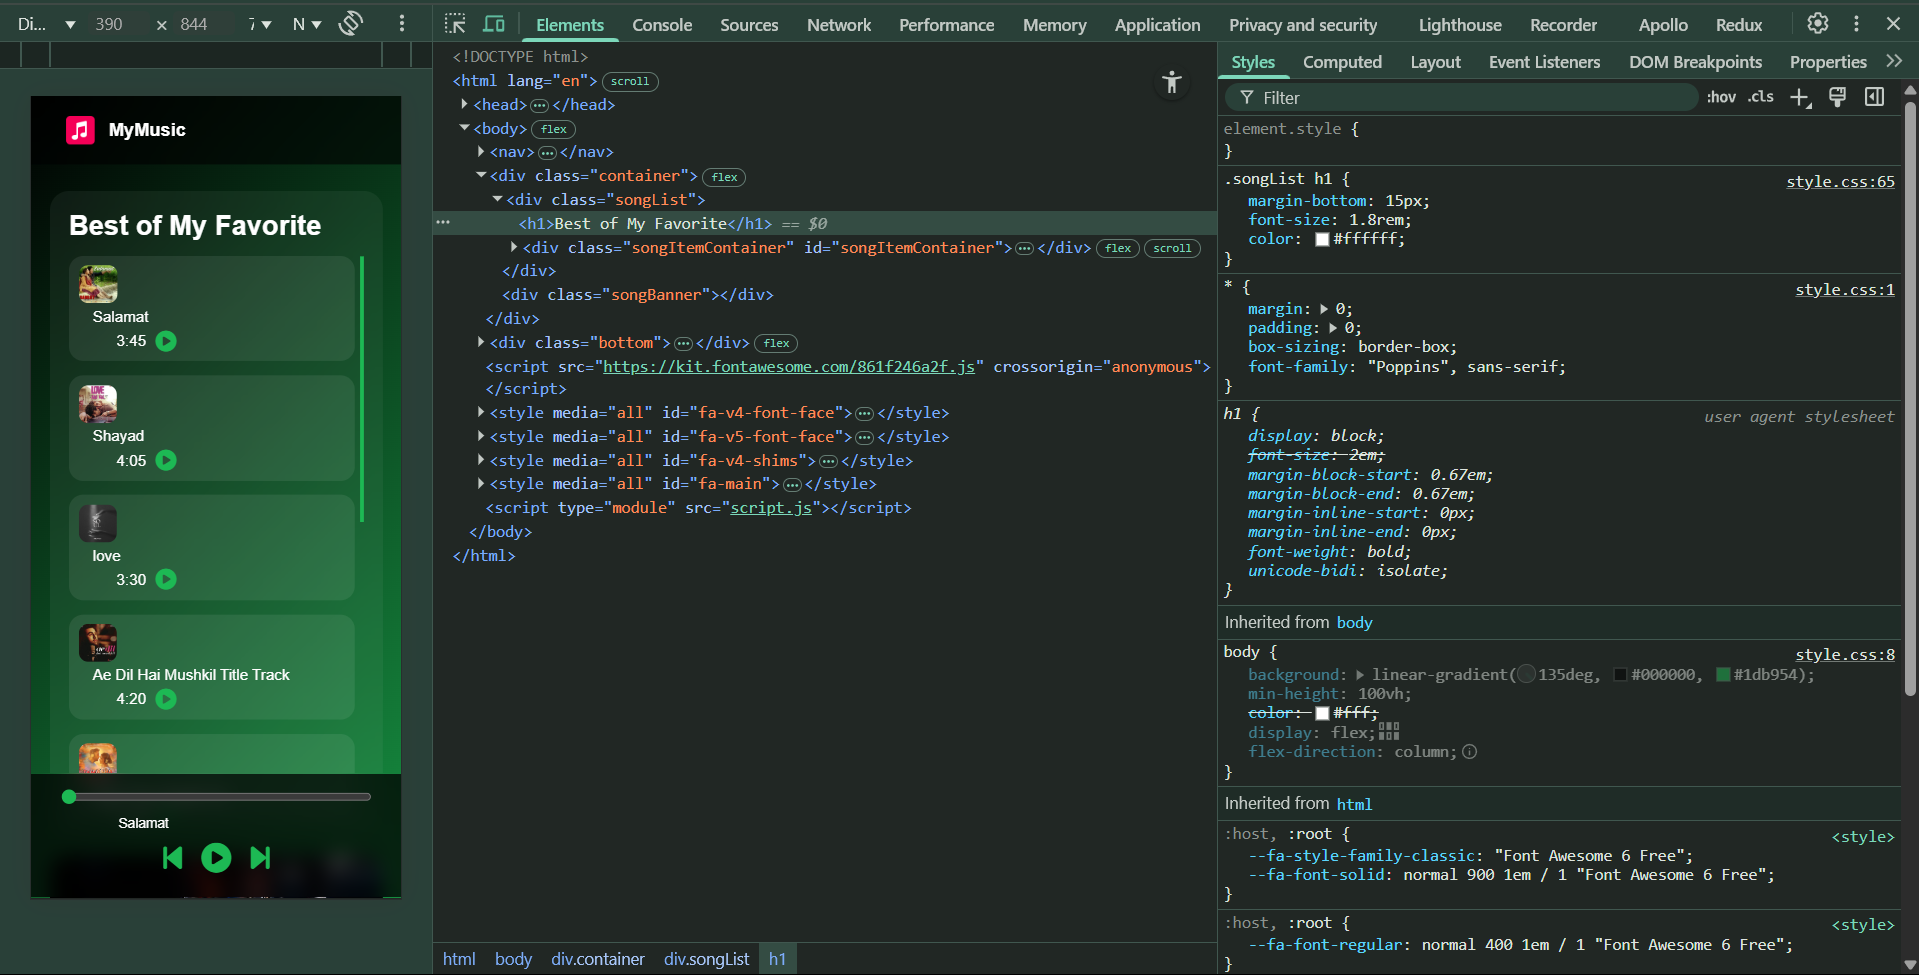 Di... ▼ 390 × 844 7 ▼ N ▼
Elements Console Sources Network Performance Memory Application Privacy and security Lighthouse Recorder Apollo Redux
MyMusic
Best of My Favorite
Salamat
3:45
Shayad
4:05
love
3:30
Ae Dil Hai Mushkil Title Track
4:20
Salamat
<!DOCTYPE html>
<html lang="en"> scroll
<head> ··· </head>
<body> flex
<nav> ··· </nav>
<div class="container"> flex
<div class="songList">
··· <h1>Best of My Favorite</h1> == $0
<div class="songItemContainer" id="songItemContainer"> ··· </div> flex scroll
</div>
<div class="songBanner"></div>
</div>
<div class="bottom"> ··· </div> flex
<script src="https://kit.fontawesome.com/861f246a2f.js" crossorigin="anonymous">
</script>
<style media="all" id="fa-v4-font-face"> ··· </style>
<style media="all" id="fa-v5-font-face"> ··· </style>
<style media="all" id="fa-v4-shims"> ··· </style>
<style media="all" id="fa-main"> ··· </style>
<script type="module" src="script.js"></script>
</body>
</html>
html body div.container div.songList h1
Styles Computed Layout Event Listeners DOM Breakpoints Properties
Filter :hov .cls
element.style {
}
.songList h1 { style.css:65
margin-bottom: 15px;
font-size: 1.8rem;
color: #ffffff;
}
* { style.css:1
margin: 0;
padding: 0;
box-sizing: border-box;
font-family: "Poppins", sans-serif;
}
h1 { user agent stylesheet
display: block;
font-size: 2em;
margin-block-start: 0.67em;
margin-block-end: 0.67em;
margin-inline-start: 0px;
margin-inline-end: 0px;
font-weight: bold;
unicode-bidi: isolate;
}
Inherited from body
body { style.css:8
background: linear-gradient(135deg, #000000, #1db954);
min-height: 100vh;
color: #fff;
display: flex;
flex-direction: column;
}
Inherited from html
:host, :root { <style>
--fa-style-family-classic: "Font Awesome 6 Free";
--fa-font-solid: normal 900 1em / 1 "Font Awesome 6 Free";
}
:host, :root { <style>
--fa-font-regular: normal 400 1em / 1 "Font Awesome 6 Free";
}